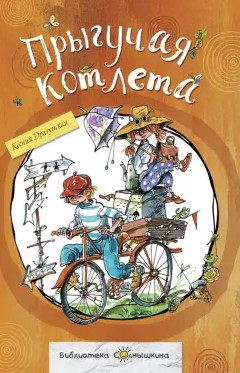 Прыгучая
котлета
Ксения Драгунская
Библиотека Солнышкина